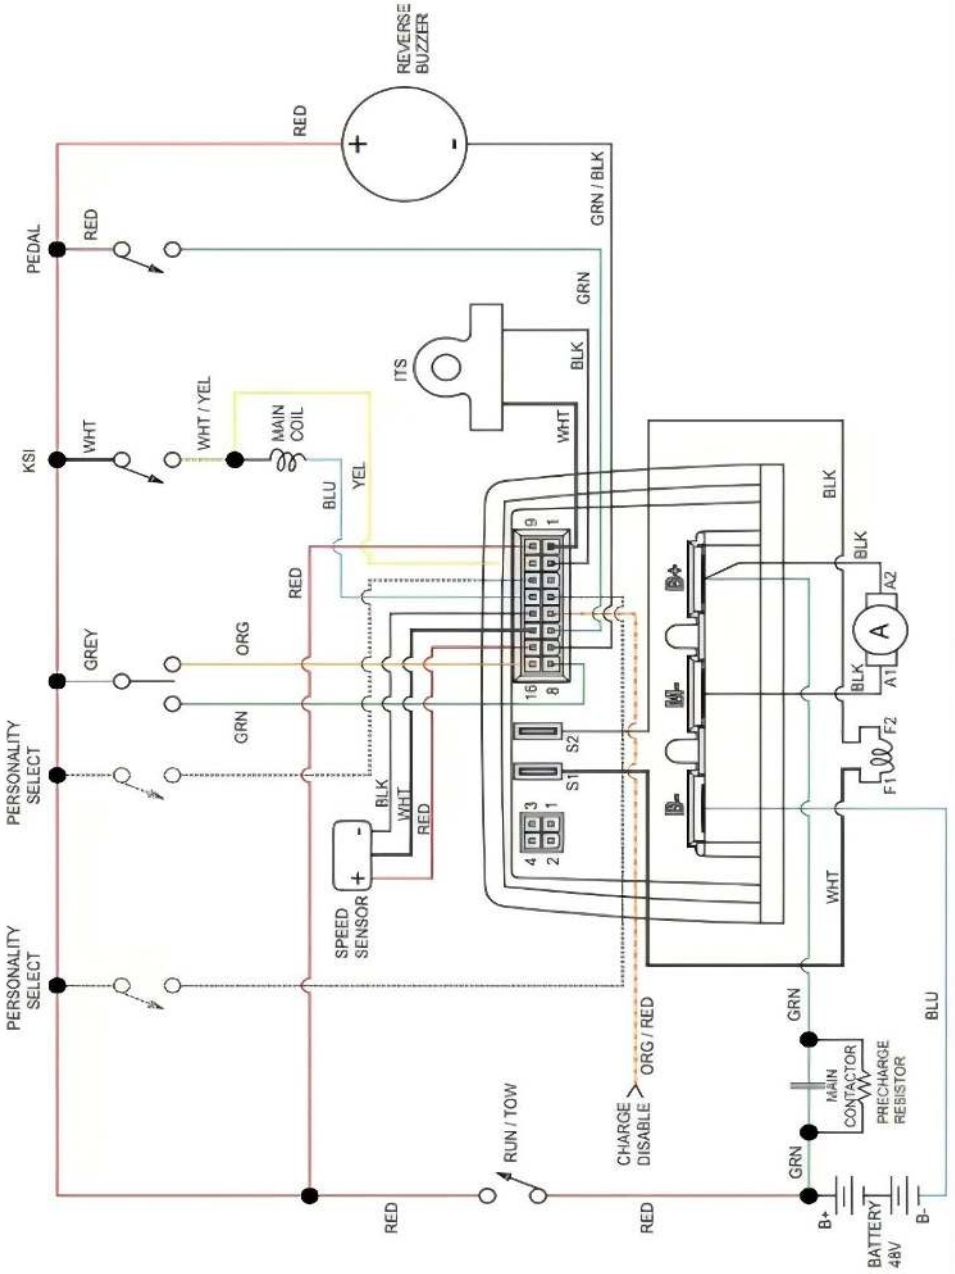 PERSONALITY
SELECT
PERSONALITY
SELECT
KSI
PEDAL
GREY
WHT
RED
WHT / YEL
GRN
ORG
MAIN
COIL
RED
RED
BLU
YEL
SPEED
SENSOR
+
-
BLK
WHT
RED
ITS
REVERSE
BUZZER
+
-
RED
RUN / TOW
4 3
2 1
16 9
8 1
S1
S2
WHT
BLK
GRN
GRN / BLK
CHARGE
DISABLE
ORG / RED
RED
B-
M-
B+
GRN
GRN
B+
MAIN
CONTACTOR
PRECHARGE
RESISTOR
WHT
BLK
BLK
BLK
F1
F2
A1
A
A2
BATTERY
48V
B-
BLU